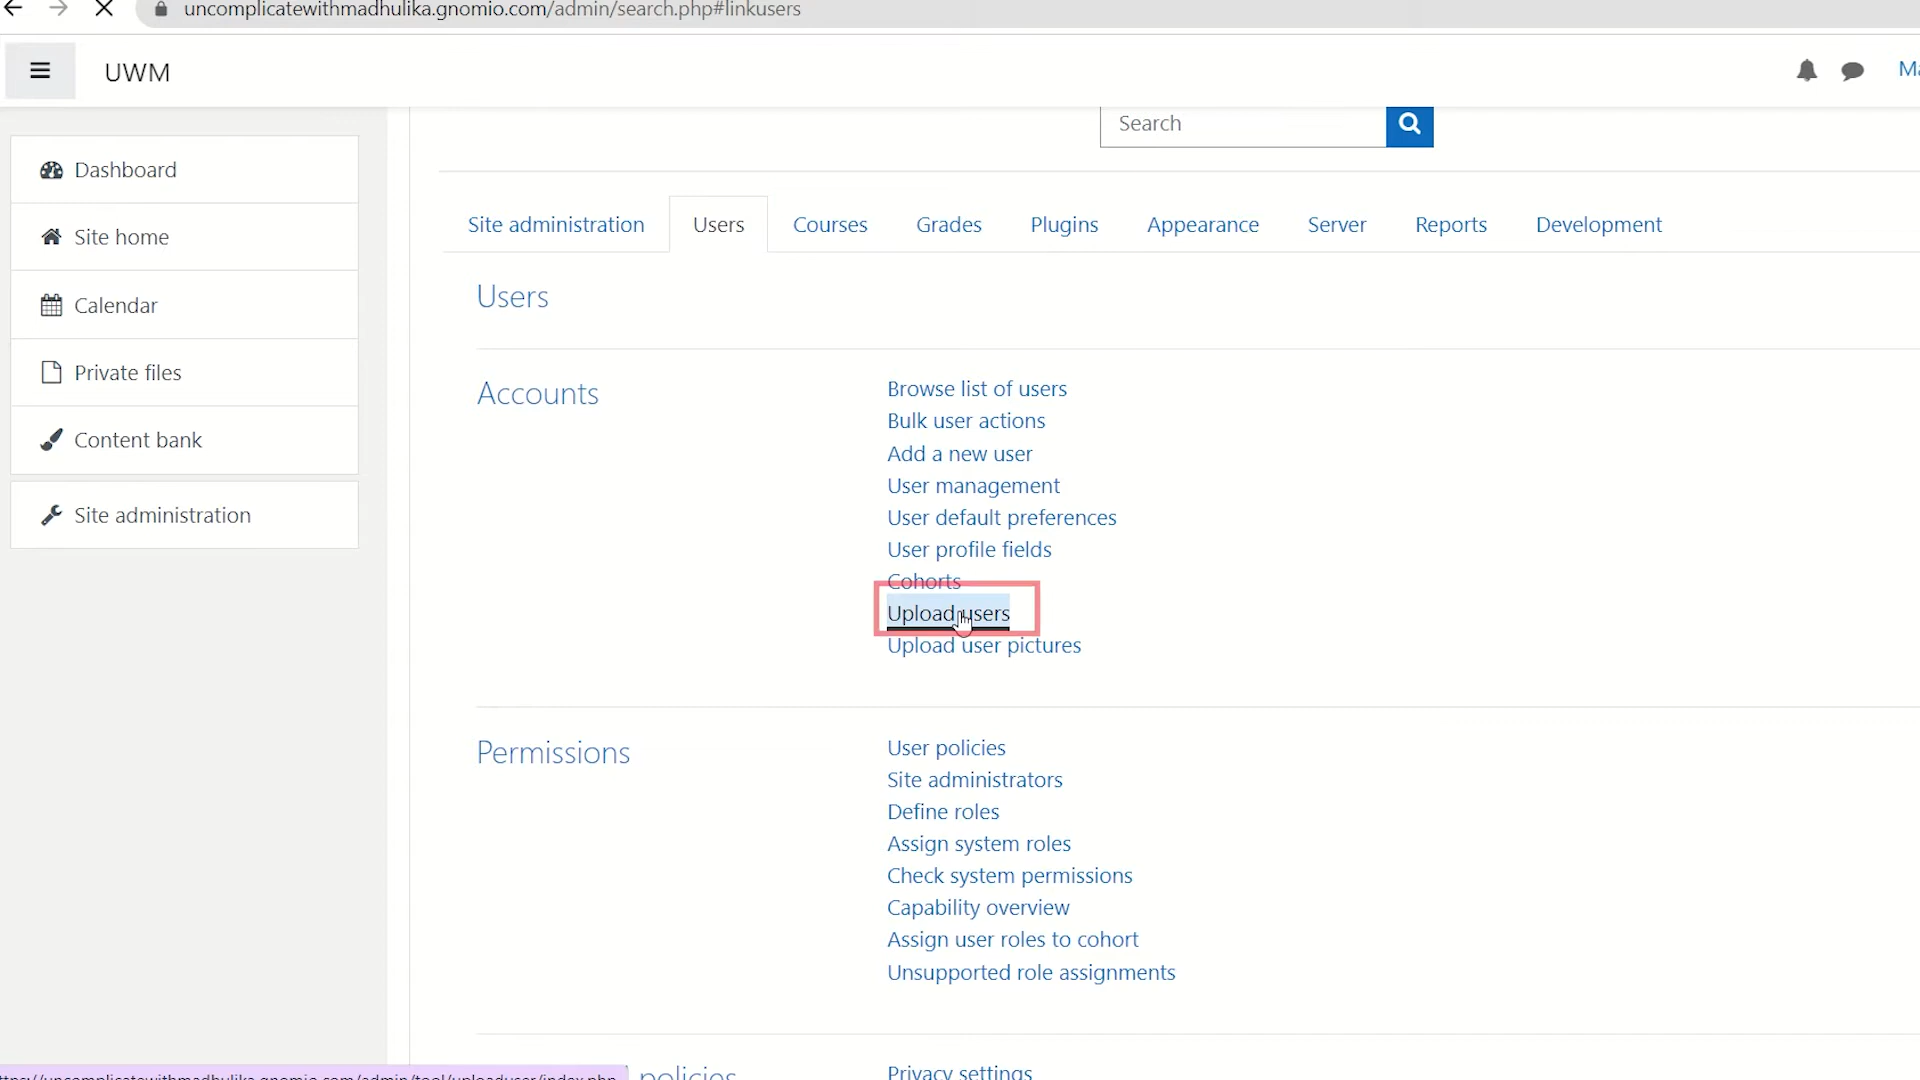 uncomplicatewithmadhulika.gnomio.com/admin/search.php#linkusers
UWM
Search
Dashboard
Site home
Calendar
Private files
Content bank
Site administration
Site administration Users Courses Grades Plugins Appearance Server Reports Development
Users
Accounts
Browse list of users
Bulk user actions
Add a new user
User management
User default preferences
User profile fields
Cohorts
Upload users
Upload user pictures
Permissions
User policies
Site administrators
Define roles
Assign system roles
Check system permissions
Capability overview
Assign user roles to cohort
Unsupported role assignments
policies
Privacy settings